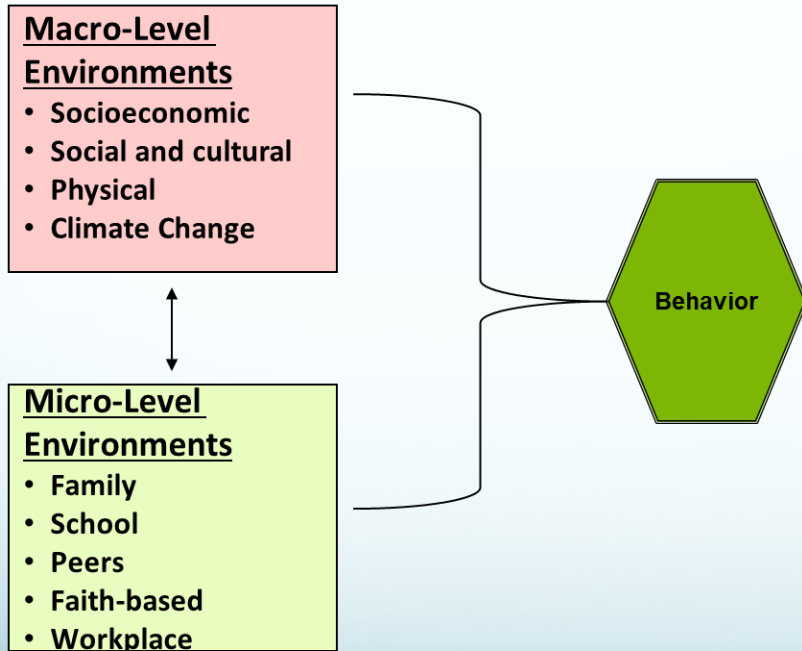 Macro-Level
Environments
• Socioeconomic
• Social and cultural
• Physical
• Climate Change
Behavior
Micro-Level
Environments
• Family
• School
• Peers
• Faith-based
• Workplace